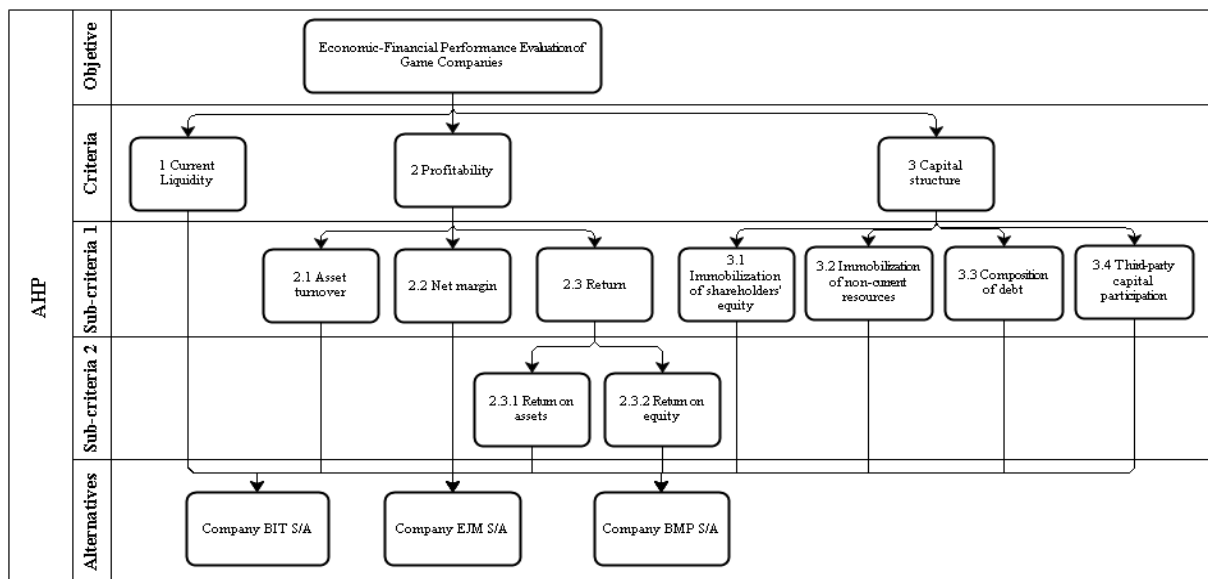 AHP
Objetive
Economic-Financial Performance Evaluation of
Game Companies
Criteria
1 Current
Liquidity
2 Profitability
3 Capital
structure
Sub-criteria 1
2.1 Asset
turnover
2.2 Net margin
2.3 Return
3.1
Immobilization
of shareholders'
equity
3.2 Immobilization
of non-current
resources
3.3 Composition
of debt
3.4 Third-party
capital
participation
Sub-criteria 2
2.3.1 Return on
assets
2.3.2 Return on
equity
Alternatives
Company BIT S/A
Company EJM S/A
Company BMP S/A